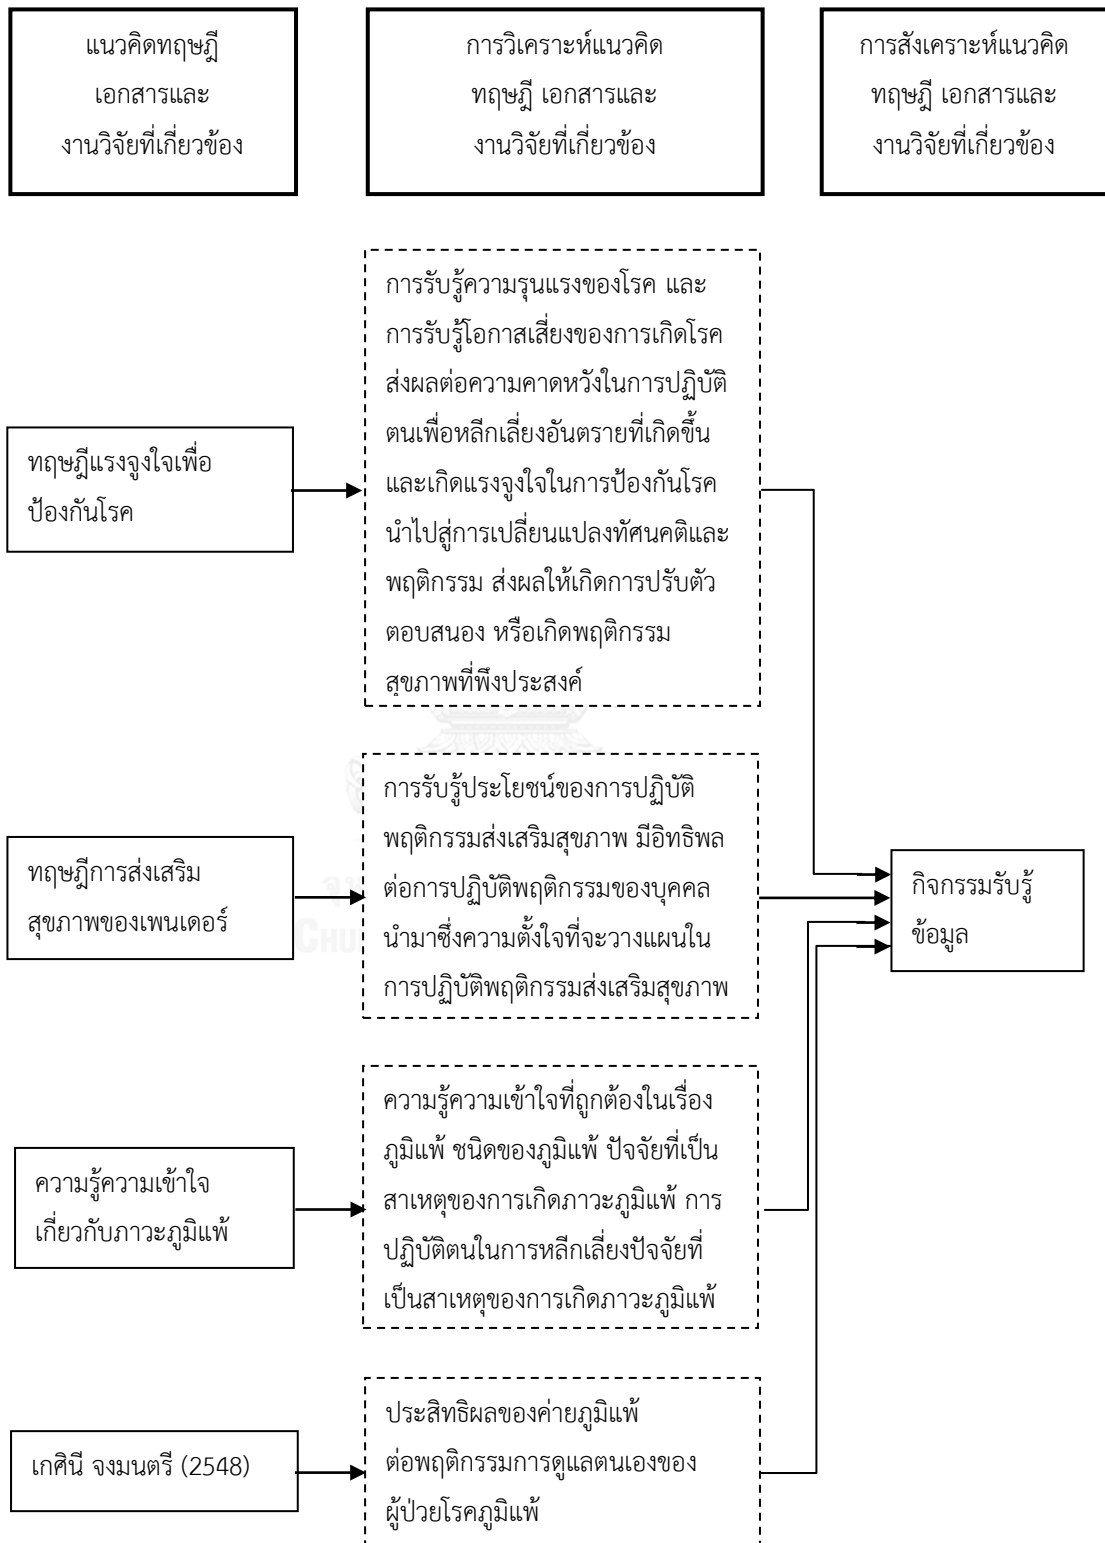 แนวคิดทฤษฎี
เอกสารและ
งานวิจัยที่เกี่ยวข้อง
การวิเคราะห์แนวคิด
ทฤษฎี เอกสารและ
งานวิจัยที่เกี่ยวข้อง
การสังเคราะห์แนวคิด
ทฤษฎี เอกสารและ
งานวิจัยที่เกี่ยวข้อง
ทฤษฎีแรงจูงใจเพื่อ
ป้องกันโรค
การรับรู้ความรุนแรงของโรค และ
การรับรู้โอกาสเสี่ยงของการเกิดโรค
ส่งผลต่อความคาดหวังในการปฏิบัติ
ตนเพื่อหลีกเลี่ยงอันตรายที่เกิดขึ้น
และเกิดแรงจูงใจในการป้องกันโรค
นำไปสู่การเปลี่ยนแปลงทัศนคติและ
พฤติกรรม ส่งผลให้เกิดการปรับตัว
ตอบสนอง หรือเกิดพฤติกรรม
สุขภาพที่พึงประสงค์
ทฤษฎีการส่งเสริม
สุขภาพของเพนเดอร์
การรับรู้ประโยชน์ของการปฏิบัติ
พฤติกรรมส่งเสริมสุขภาพ มีอิทธิพล
ต่อการปฏิบัติพฤติกรรมของบุคคล
นำมาซึ่งความตั้งใจที่จะวางแผนใน
การปฏิบัติพฤติกรรมส่งเสริมสุขภาพ
กิจกรรมรับรู้
ข้อมูล
ความรู้ความเข้าใจ
เกี่ยวกับภาวะภูมิแพ้
ความรู้ความเข้าใจที่ถูกต้องในเรื่อง
ภูมิแพ้ ชนิดของภูมิแพ้ ปัจจัยที่เป็น
สาเหตุของการเกิดภาวะภูมิแพ้ การ
ปฏิบัติตนในการหลีกเลี่ยงปัจจัยที่
เป็นสาเหตุของการเกิดภาวะภูมิแพ้
เกศินี จงมนตรี (2548)
ประสิทธิผลของค่ายภูมิแพ้
ต่อพฤติกรรมการดูแลตนเองของ
ผู้ป่วยโรคภูมิแพ้